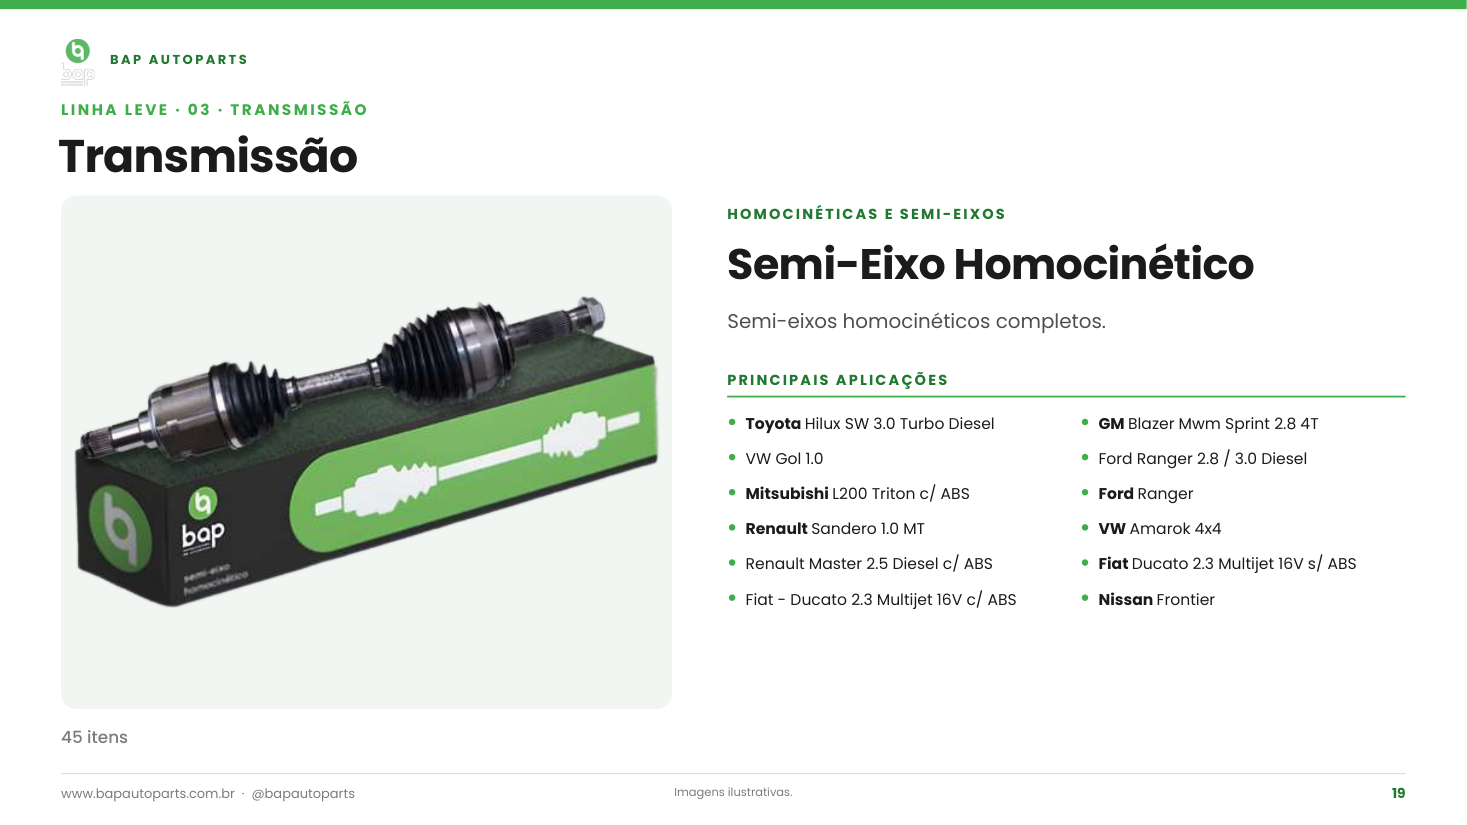 bap
BAP AUTOPARTS
LINHA LEVE · 03 · TRANSMISSÃO
Transmissão
bap
semi-eixo
homocinético
45 itens
HOMOCINÉTICAS E SEMI-EIXOS
Semi-Eixo Homocinético
Semi-eixos homocinéticos completos.
PRINCIPAIS APLICAÇÕES
Toyota Hilux SW 3.0 Turbo Diesel
VW Gol 1.0
Mitsubishi L200 Triton c/ ABS
Renault Sandero 1.0 MT
Renault Master 2.5 Diesel c/ ABS
Fiat - Ducato 2.3 Multijet 16V c/ ABS
GM Blazer Mwm Sprint 2.8 4T
Ford Ranger 2.8 / 3.0 Diesel
Ford Ranger
VW Amarok 4x4
Fiat Ducato 2.3 Multijet 16V s/ ABS
Nissan Frontier
www.bapautoparts.com.br · @bapautoparts
Imagens ilustrativas.
19